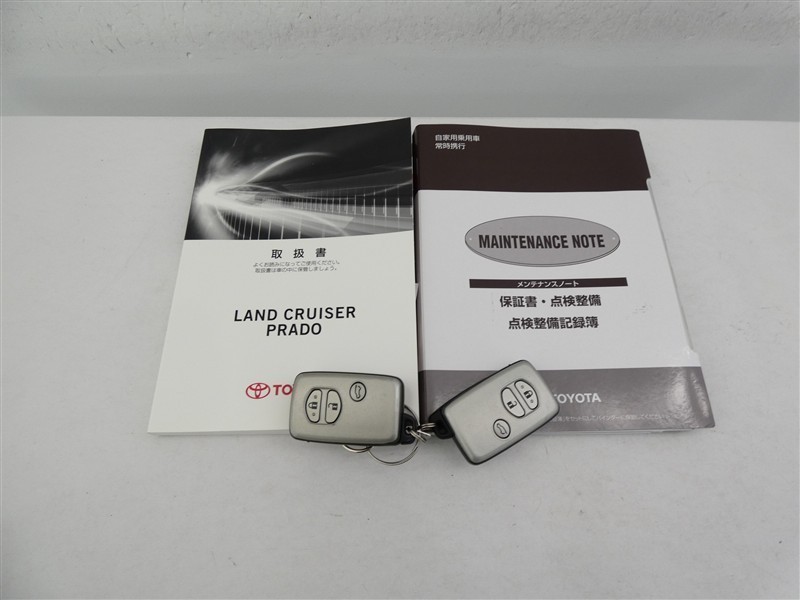 取扱書
よくお読みになってご使用ください。
取扱書は車の中に保管しましょう。
LAND CRUISER
PRADO
自家用乗用車
常時携行
MAINTENANCE NOTE
メンテナンスノート
保証書・点検整備
点検整備記録簿
TOYOTA